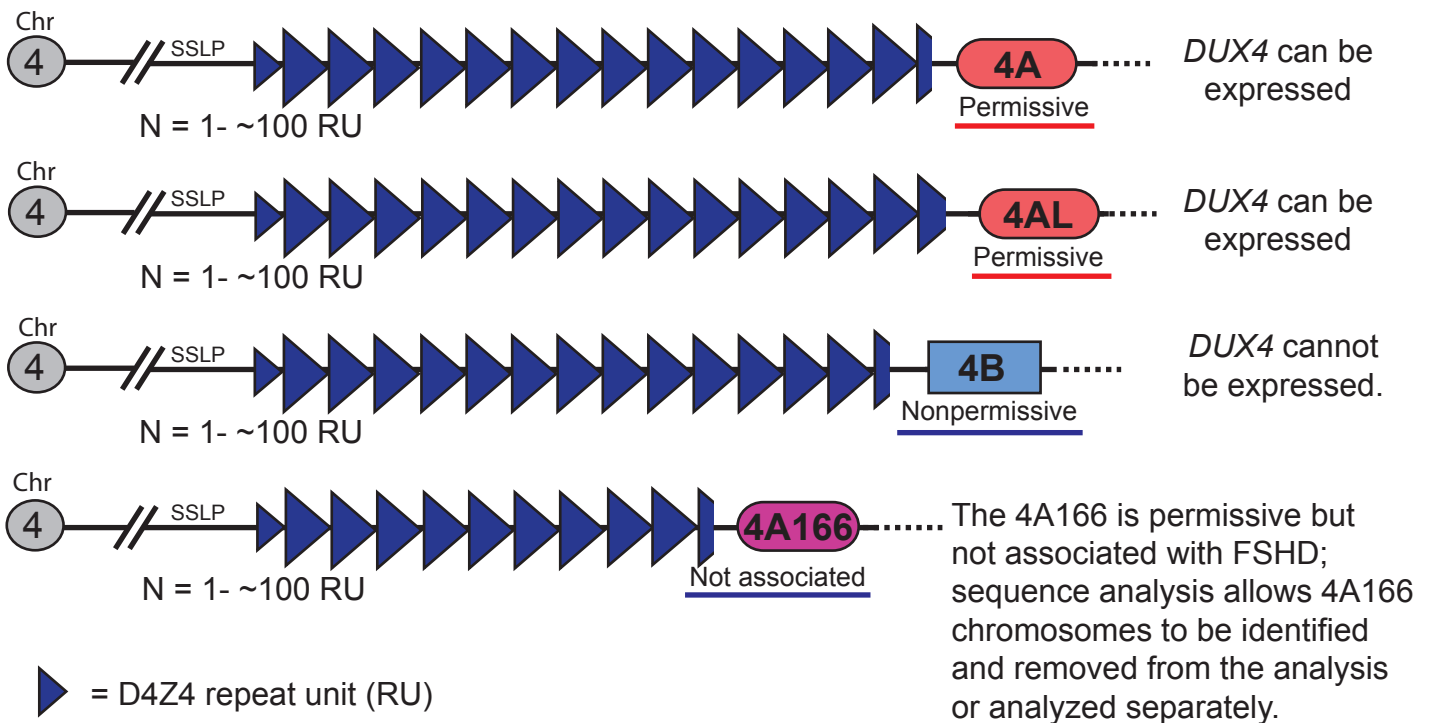 Chr
4
SSLP
N = 1- ~100 RU
4A
Permissive
DUX4 can be
expressed
Chr
4
SSLP
N = 1- ~100 RU
4AL
Permissive
DUX4 can be
expressed
Chr
4
SSLP
N = 1- ~100 RU
4B
Nonpermissive
DUX4 cannot
be expressed.
Chr
4
SSLP
N = 1- ~100 RU
4A166
Not associated
The 4A166 is permissive but
not associated with FSHD;
sequence analysis allows 4A166
chromosomes to be identified
and removed from the analysis
or analyzed separately.
= D4Z4 repeat unit (RU)